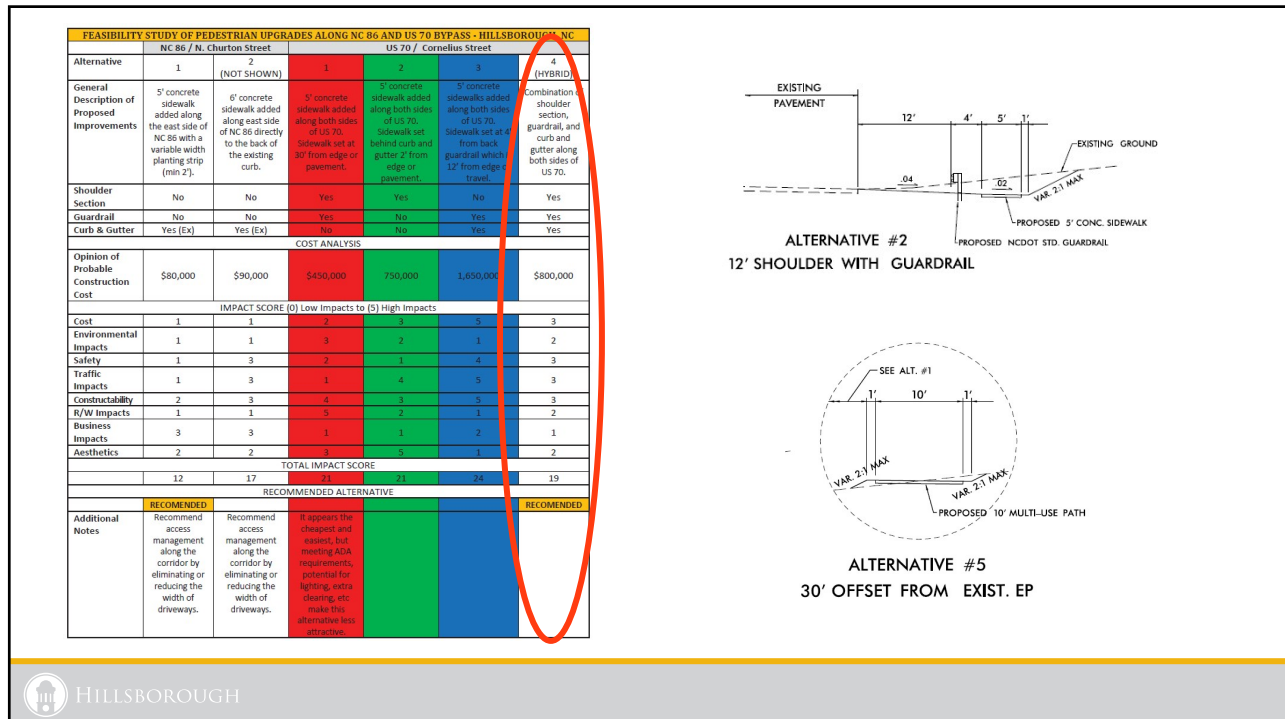 FEASIBILITY STUDY OF PEDESTRIAN UPGRADES ALONG NC 86 AND US 70 BYPASS - HILLSBOROUGH, NC
NC 86 / N. Churton Street US 70 / Cornelius Street
Alternative 1 2 (NOT SHOWN) 1 2 3 4 (HYBRID)
General
Description of
Proposed
Improvements
5' concrete
sidewalk
added along
the east side of
NC 86 with a
variable width
planting strip
(min 2').
6' concrete
sidewalk added
along east side
of NC 86 directly
to the back of
the existing
curb.
5' concrete
sidewalk added
along both sides
of US 70.
Sidewalk set at
30' from edge or
pavement.
5' concrete
sidewalk added
along both sides
of US 70.
Sidewalk set
behind curb and
gutter 2' from
edge or
pavement.
5' concrete
sidewalks added
along both sides
of US 70.
Sidewalk set at 4'
from back
guardrail which
12' from edge
travel.
Combination
shoulder
section,
guardrail, and
curb and
gutter along
both sides of
US 70.
Shoulder
Section
No No Yes Yes No Yes
Guardrail No No Yes No Yes Yes
Curb & Gutter Yes (Ex) Yes (Ex) No No Yes Yes
COST ANALYSIS
Opinion of
Probable
Construction
Cost
$80,000 $90,000 $450,000 750,000 1,650,000 $800,000
IMPACT SCORE (0) Low Impacts to (5) High Impacts
Cost 1 1 2 3 5 3
Environmental
Impacts
1 1 3 2 1 2
Safety 1 3 2 1 4 3
Traffic
Impacts
1 3 1 4 5 3
Constructability 2 3 4 3 5 3
R/W Impacts 1 1 5 2 1 2
Business
Impacts
3 3 1 1 2 1
Aesthetics 2 2 3 5 1 2
TOTAL IMPACT SCORE
12 17 21 21 24 19
RECOMMENDED ALTERNATIVE
RECOMENDED RECOMENDED
Additional
Notes
Recommend
access
management
along the
corridor by
eliminating or
reducing the
width of
driveways.
Recommend
access
management
along the
corridor by
eliminating or
reducing the
width of
driveways.
It appears the
cheapest and
easiest, but
meeting ADA
requirements,
potential for
lighting, extra
clearing, etc
make this
alternative less
attractive.
EXISTING
PAVEMENT
12' 4' 5' 1'
EXISTING GROUND
.04 .02
VAR. 2:1 MAX
PROPOSED 5' CONC. SIDEWALK
PROPOSED NCDOT STD. GUARDRAIL
ALTERNATIVE #2
12' SHOULDER WITH GUARDRAIL
SEE ALT. #1
1' 10' 1'
VAR. 2:1 MAX
VAR. 2:1 MAX
PROPOSED 10' MULTI-USE PATH
ALTERNATIVE #5
30' OFFSET FROM EXIST. EP
HILLSBOROUGH